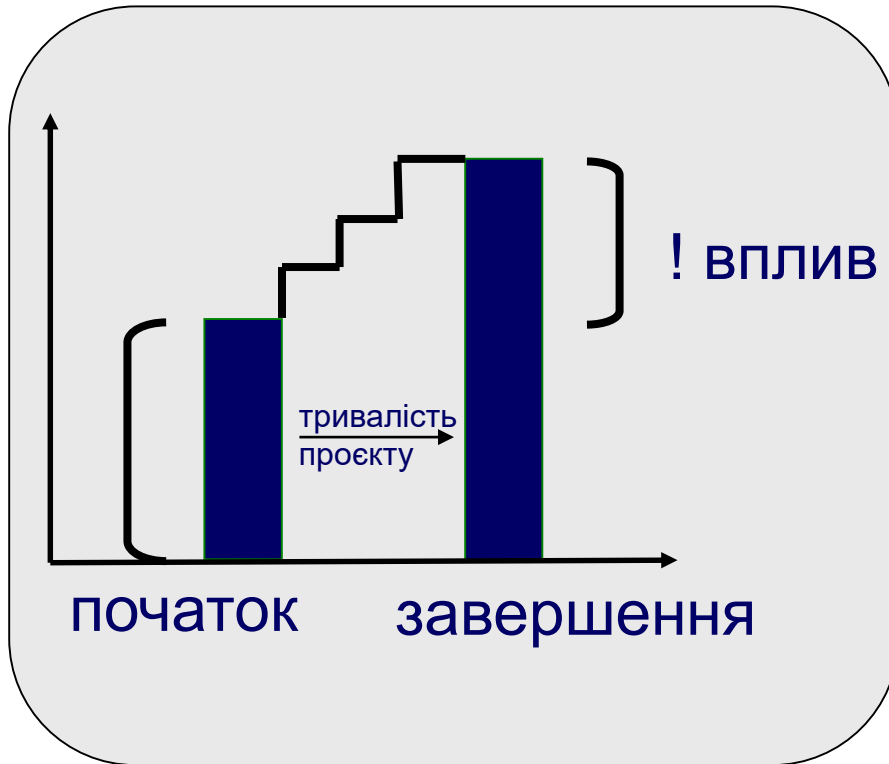 ! вплив
тривалість
проєкту
початок
завершення